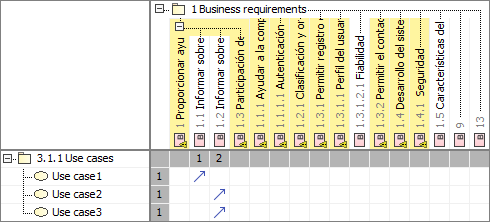 1 Business requirements
1 Proporcionar ayu
1.1 Informar sobre
1.2 Informar sobre
1.3 Participación de
1.1.1 Ayudar a la comp
1.1.1.1 Autenticación
1.2.1 Clasificación y or
1.3.1 Permitir registro
1.3.1.1 Perfil del usuar
1.3.1.2.1 Fiabilidad
1.3.2 Permitir el contac
1.4 Desarrollo del siste
1.4.1 Seguridad
1.5 Características del
9
13
3.1.1 Use cases 1 2
Use case1 1
Use case2 1
Use case3 1